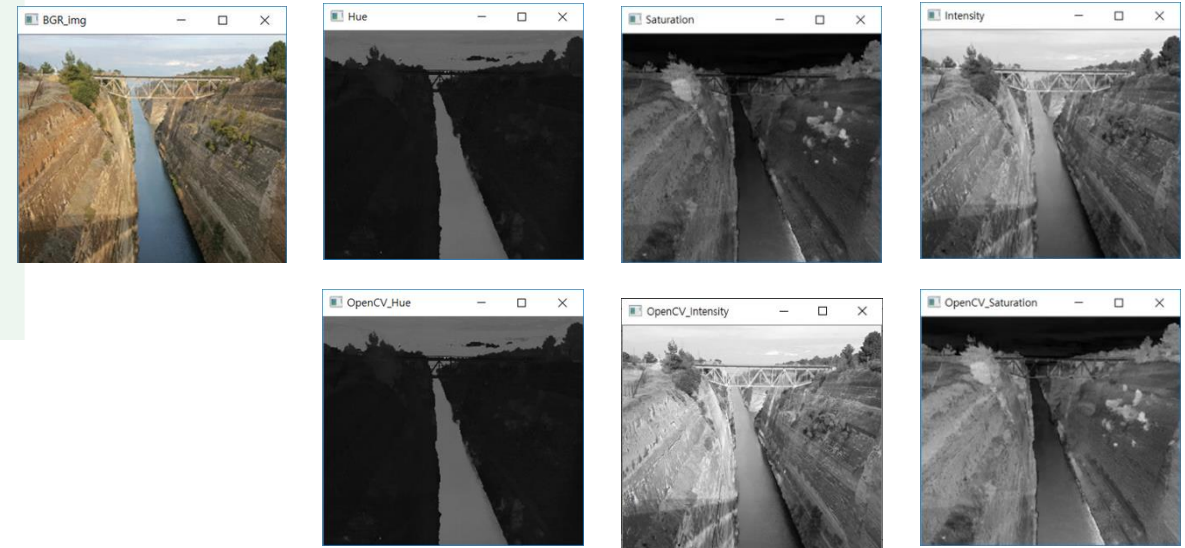 BGR_img
Hue
Saturation
Intensity
OpenCV_Hue
OpenCV_Intensity
OpenCV_Saturation